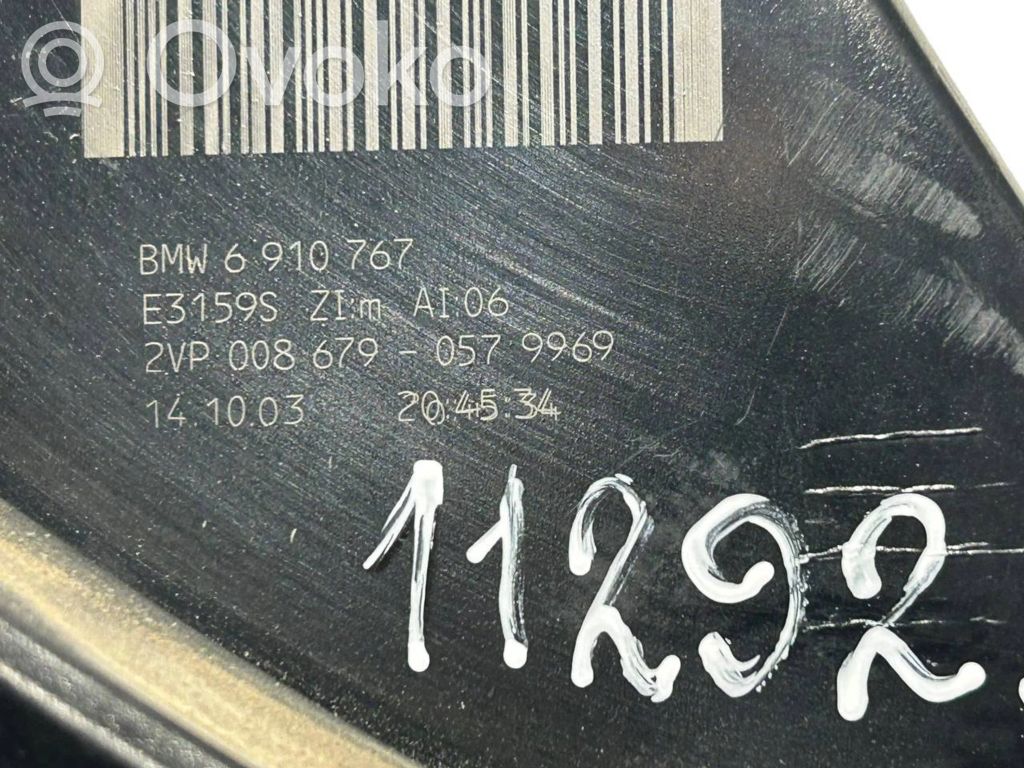 Ovoko
BMW 6 910 767
E3159S ZI:m AI:06
2VP 008 679 - 057 9969
14.10.03 20:45:34
11292